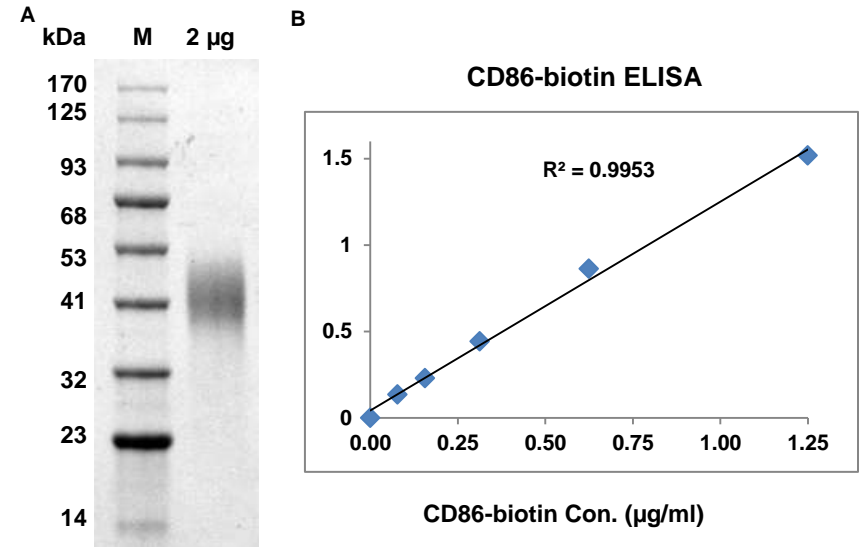 A
kDa M 2 µg
170
125
93
68
53
41
32
23
14
B
CD86-biotin ELISA
R² = 0.9953
1.5
1
0.5
0
0.00 0.25 0.50 0.75 1.00 1.25
CD86-biotin Con. (µg/ml)